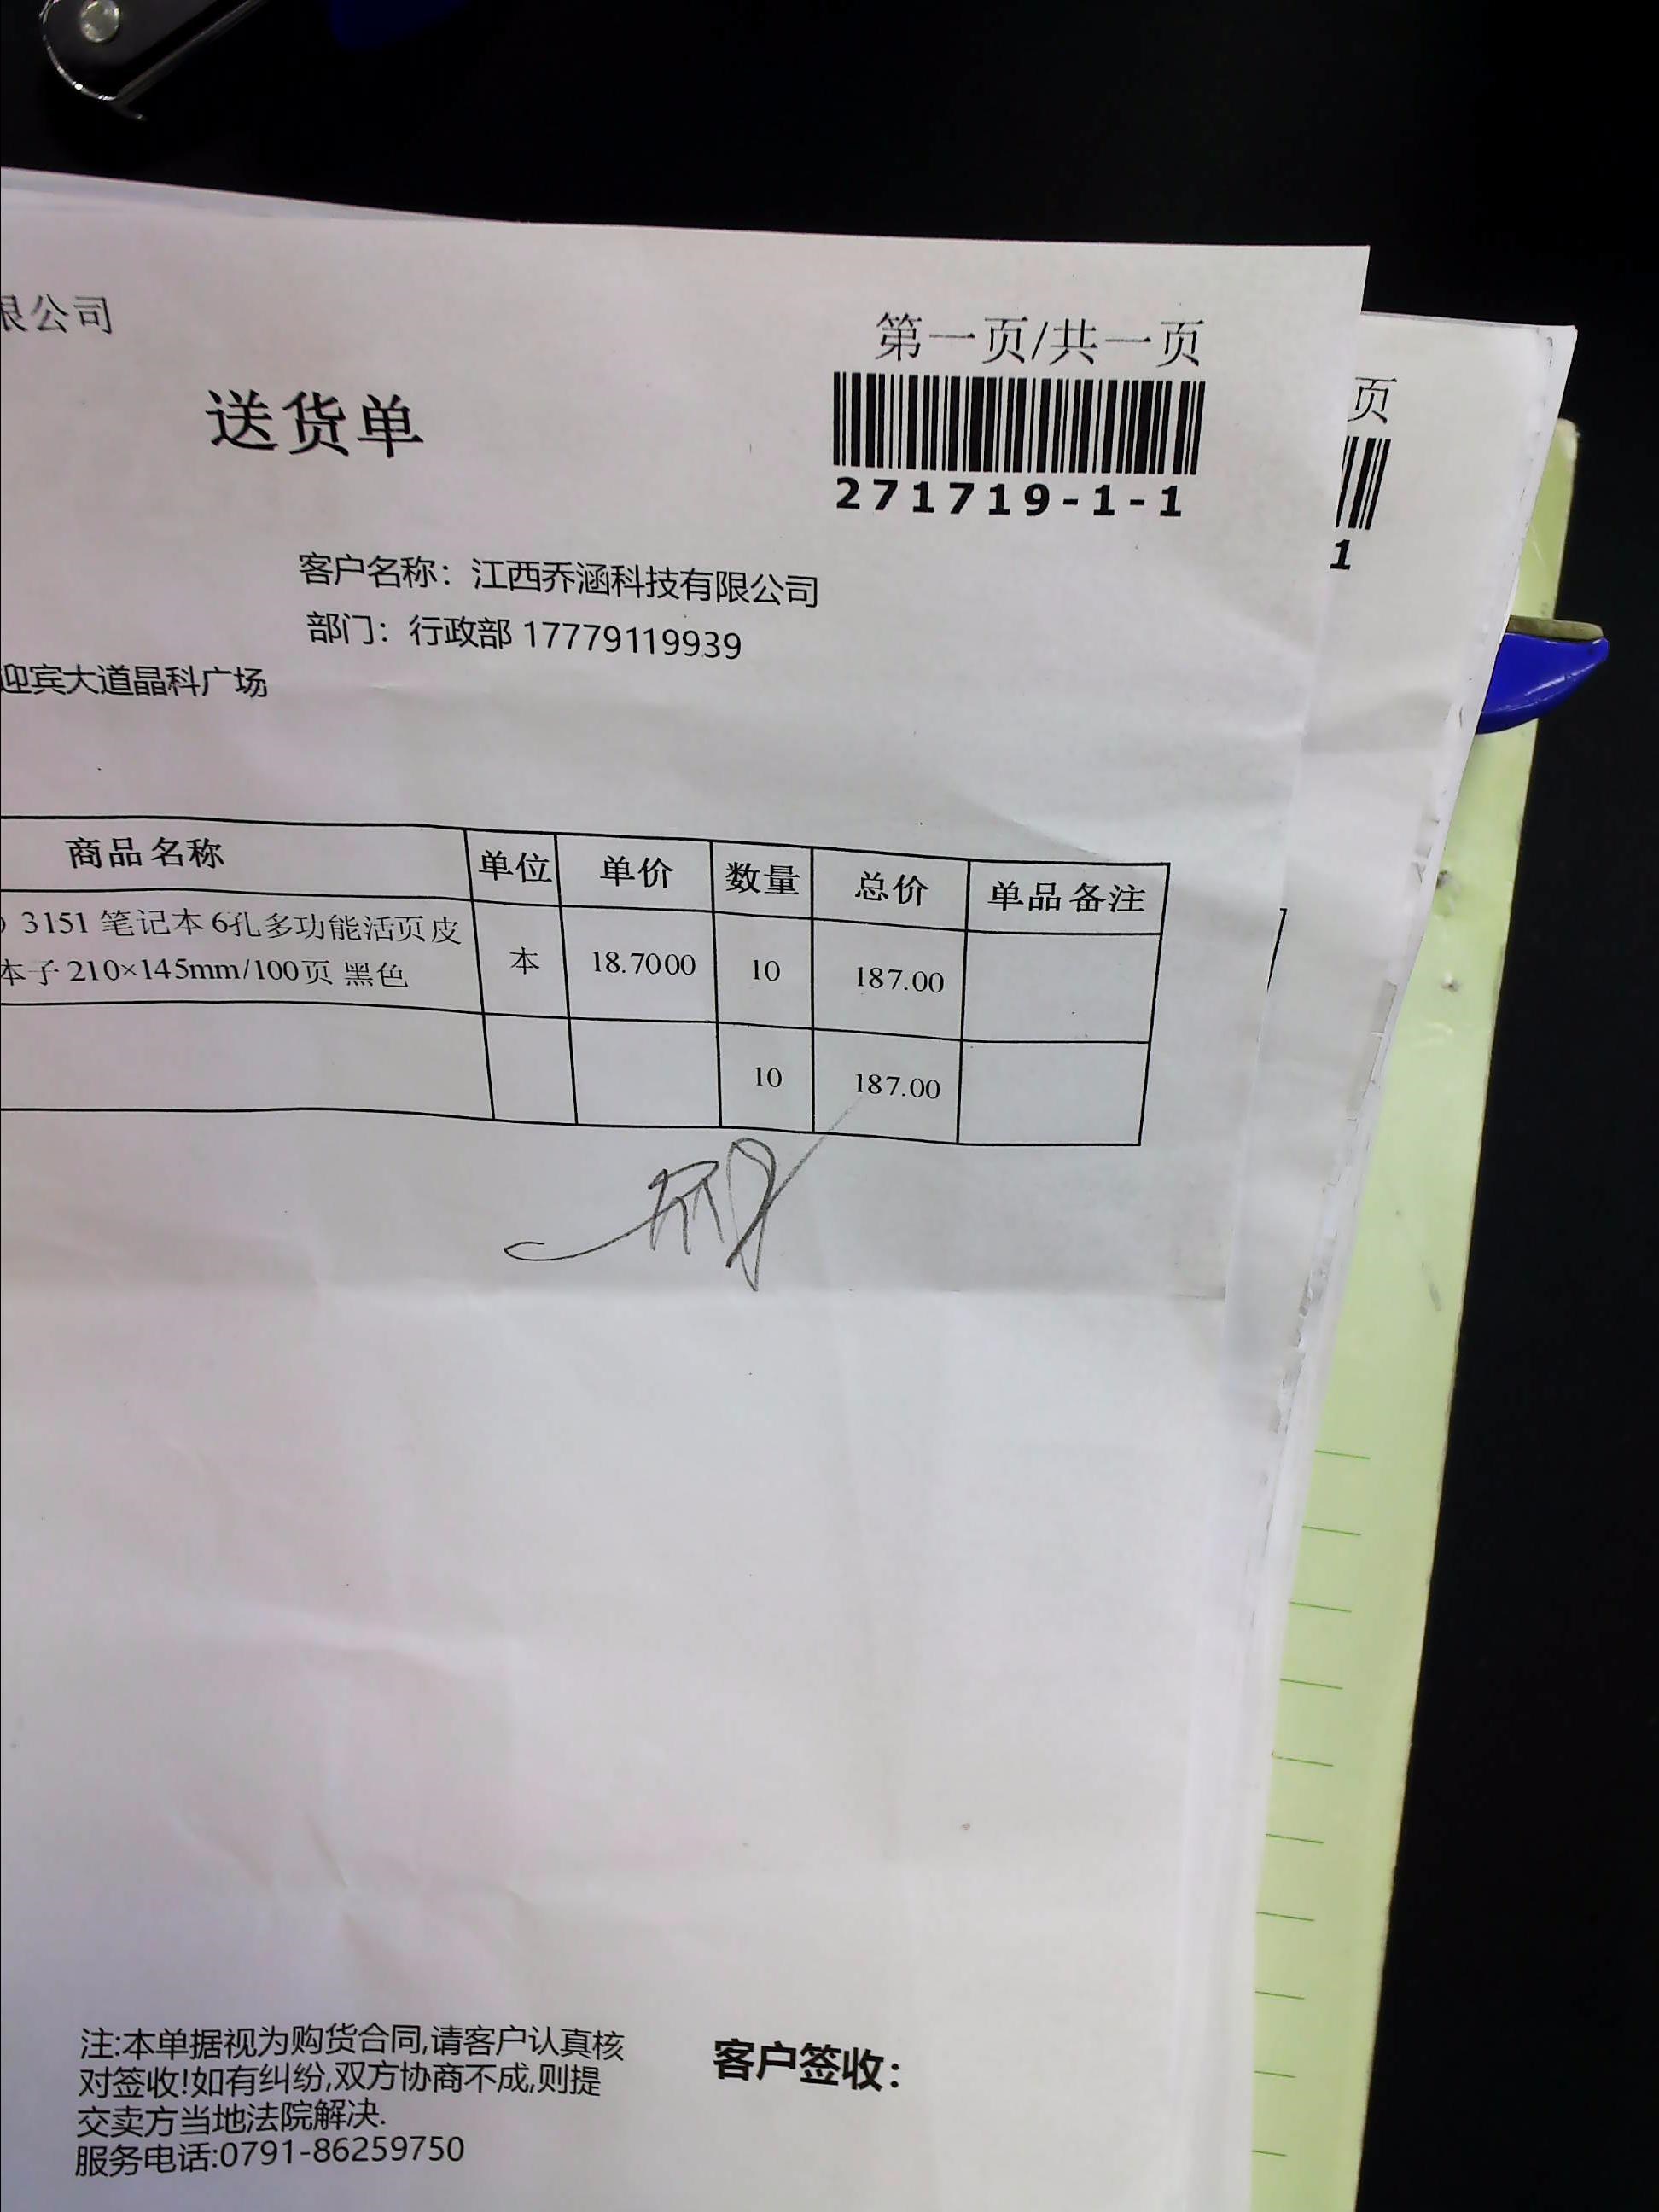 限公司
第一页/共一页
送货单
271719-1-1
页
1
客户名称：江西乔涵科技有限公司
部门：行政部 17779119939
迎宾大道晶科广场
商品名称 单位 单价 数量 总价 单品备注
) 3151 笔记本 6孔多功能活页皮
本子 210×145mm/100页 黑色 本 18.7000 10 187.00
10 187.00
注:本单据视为购货合同,请客户认真核
对签收!如有纠纷,双方协商不成,则提
交卖方当地法院解决.
服务电话:0791-86259750
客户签收：